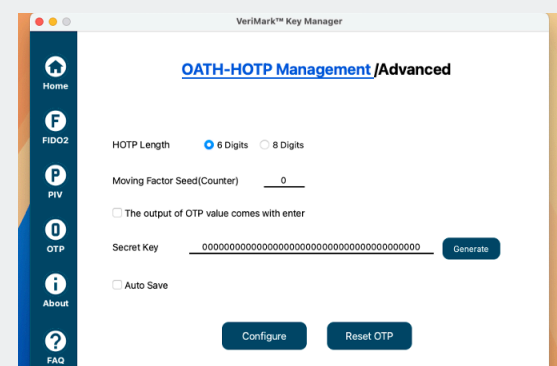 VeriMark™ Key Manager
OATH-HOTP Management /Advanced
Home
FIDO2
PIV
OTP
About
FAQ
HOTP Length 6 Digits 8 Digits
Moving Factor Seed(Counter) 0
The output of OTP value comes with enter
Secret Key 0000000000000000000000000000000000000000 Generate
Auto Save
Configure Reset OTP